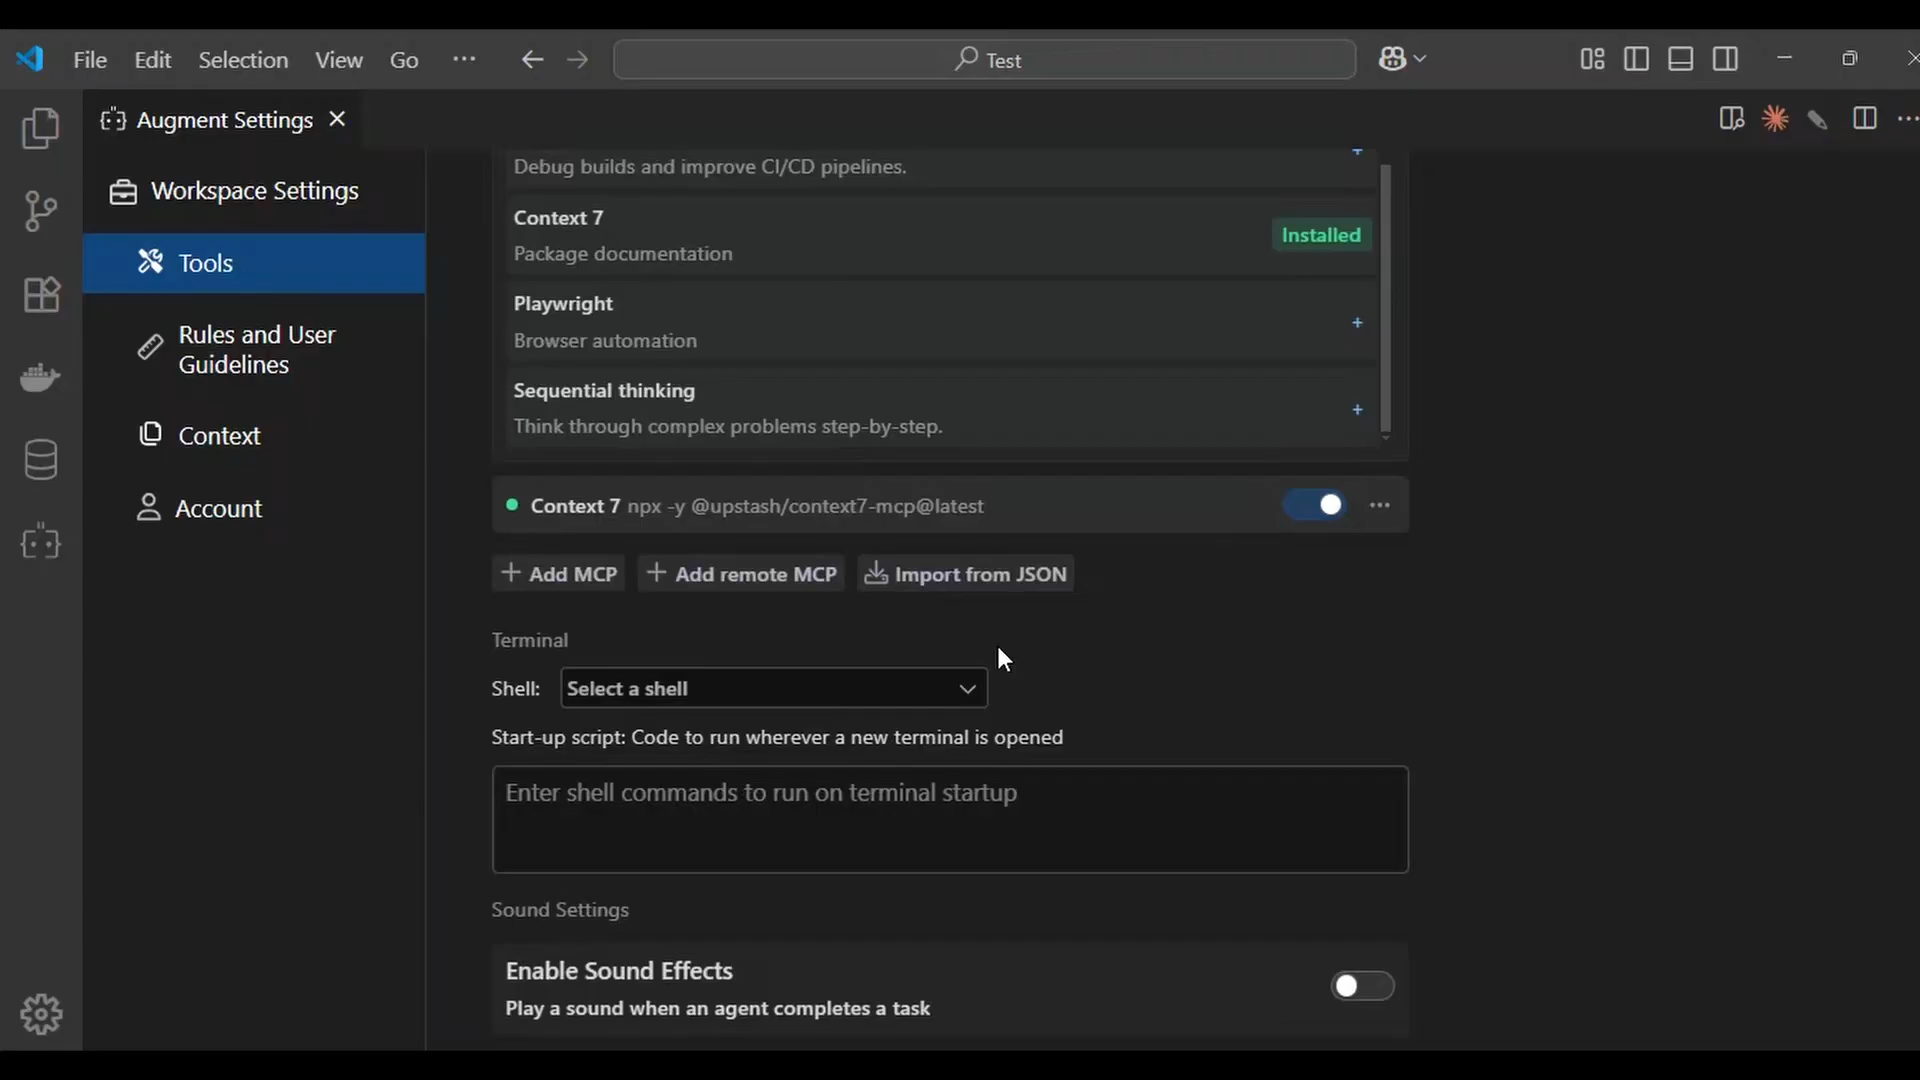 File Edit Selection View Go ··· Test
Augment Settings
Workspace Settings
Tools
Rules and User
Guidelines
Context
Account
Debug builds and improve CI/CD pipelines.
Context 7
Package documentation
Installed
Playwright
Browser automation
Sequential thinking
Think through complex problems step-by-step.
Context 7 npx -y @upstash/context7-mcp@latest
+ Add MCP + Add remote MCP Import from JSON
Terminal
Shell: Select a shell
Start-up script: Code to run wherever a new terminal is opened
Enter shell commands to run on terminal startup
Sound Settings
Enable Sound Effects
Play a sound when an agent completes a task